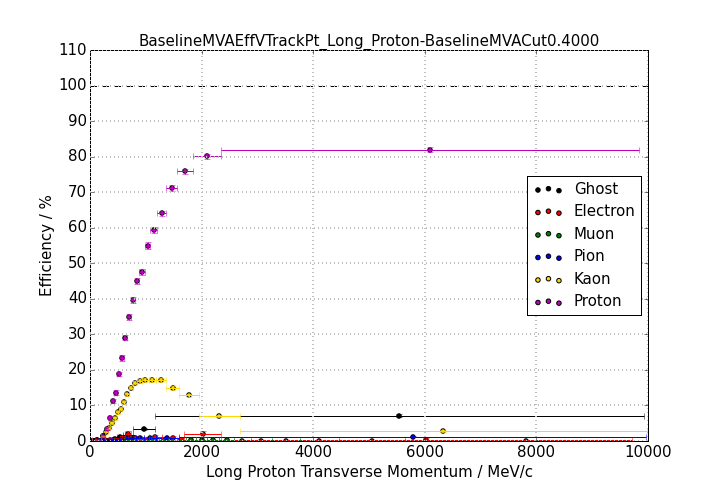 BaselineMVAEffVTrackPt_Long_Proton-BaselineMVACut0.4000
110
100
90
80
70
60
50
40
30
20
10
0
Efficiency / %
Ghost
Electron
Muon
Pion
Kaon
Proton
0 2000 4000 6000 8000 10000
Long Proton Transverse Momentum / MeV/c